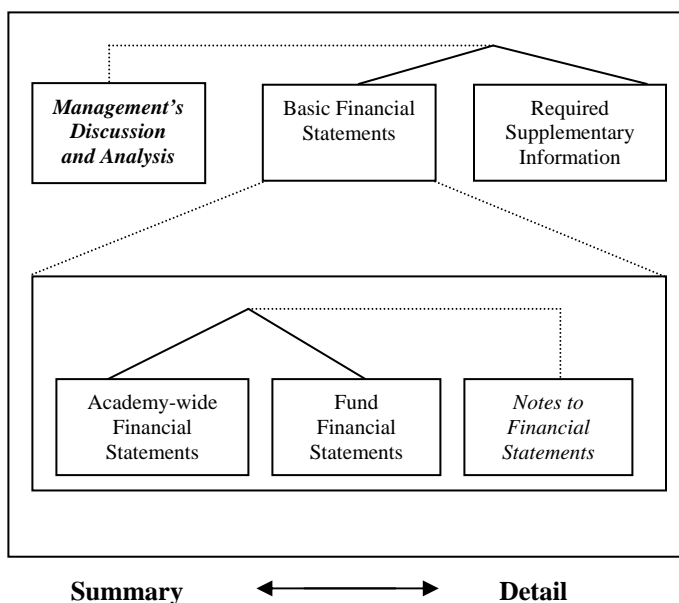 Management’s
Discussion
and Analysis
Basic Financial
Statements
Required
Supplementary
Information
Academy-wide
Financial
Statements
Fund
Financial
Statements
Notes to
Financial
Statements
Summary
Detail